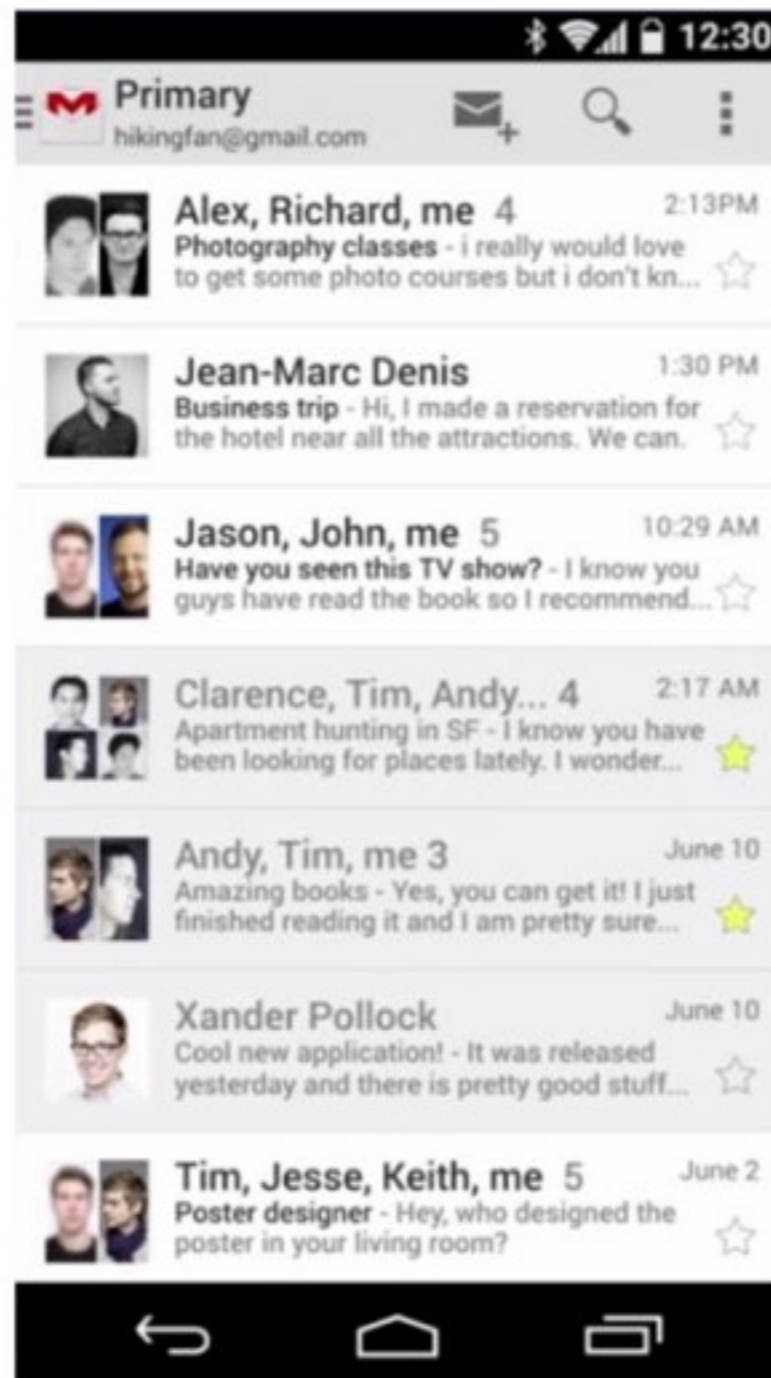 12:30
Primary
hikingfan@gmail.com
Alex, Richard, me 4 2:13PM
Photography classes - i really would love
to get some photo courses but i don't kn...
Jean-Marc Denis 1:30 PM
Business trip - Hi, I made a reservation for
the hotel near all the attractions. We can.
Jason, John, me 5 10:29 AM
Have you seen this TV show? - I know you
guys have read the book so I recommend...
Clarence, Tim, Andy... 4 2:17 AM
Apartment hunting in SF - I know you have
been looking for places lately. I wonder...
Andy, Tim, me 3 June 10
Amazing books - Yes, you can get it! I just
finished reading it and I am pretty sure...
Xander Pollock June 10
Cool new application! - It was released
yesterday and there is pretty good stuff...
Tim, Jesse, Keith, me 5 June 2
Poster designer - Hey, who designed the
poster in your living room?